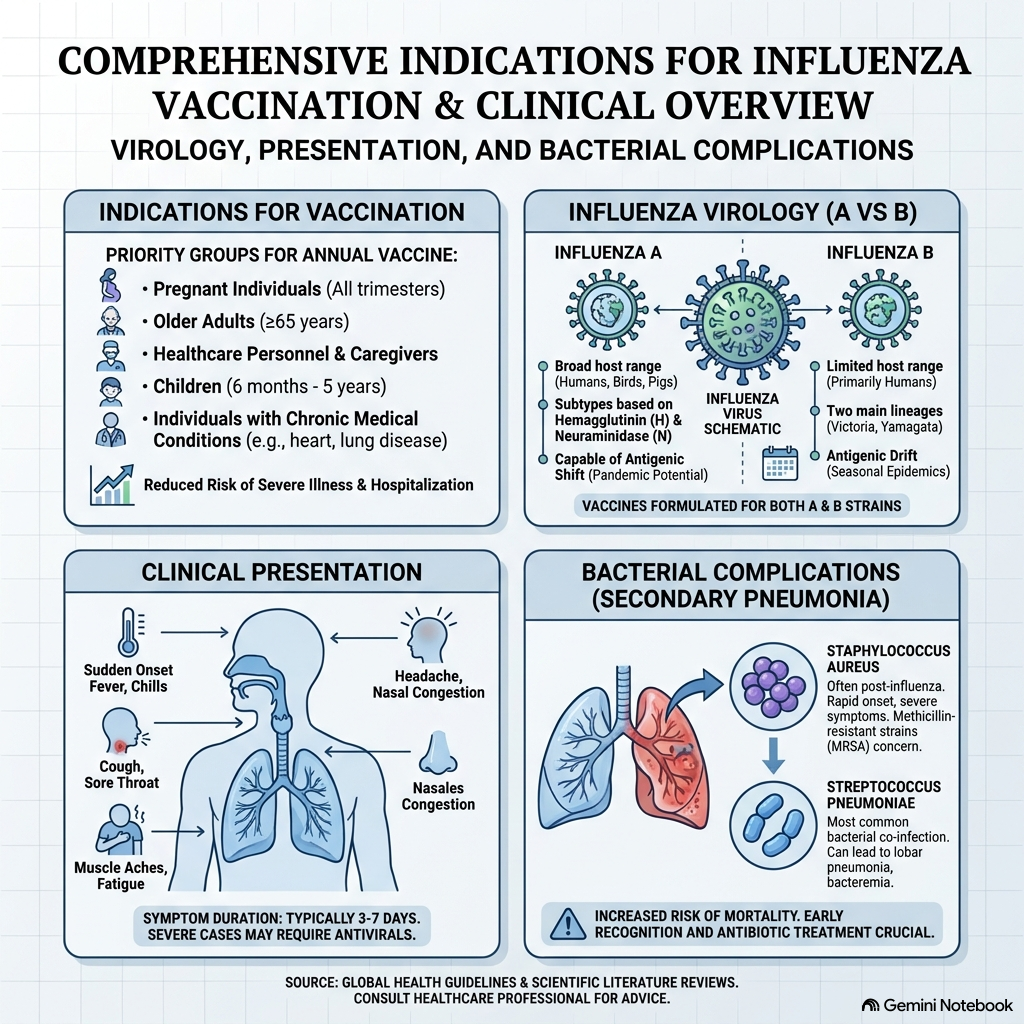 COMPREHENSIVE INDICATIONS FOR INFLUENZA
VACCINATION & CLINICAL OVERVIEW
VIROLOGY, PRESENTATION, AND BACTERIAL COMPLICATIONS
INDICATIONS FOR VACCINATION
PRIORITY GROUPS FOR ANNUAL VACCINE:
• Pregnant Individuals (All trimesters)
• Older Adults (≥65 years)
• Healthcare Personnel & Caregivers
• Children (6 months - 5 years)
• Individuals with Chronic Medical
Conditions (e.g., heart, lung disease)
Reduced Risk of Severe Illness & Hospitalization
INFLUENZA VIROLOGY (A VS B)
INFLUENZA A
Broad host range
(Humans, Birds, Pigs)
Subtypes based on
Hemagglutinin (H) &
Neuraminidase (N)
Capable of Antigenic
Shift (Pandemic Potential)
INFLUENZA
VIRUS
SCHEMATIC
INFLUENZA B
Limited host range
(Primarily Humans)
Two main lineages
(Victoria, Yamagata)
Antigenic Drift
(Seasonal Epidemics)
VACCINES FORMULATED FOR BOTH A & B STRAINS
CLINICAL PRESENTATION
Sudden Onset
Fever, Chills
Cough,
Sore Throat
Muscle Aches,
Fatigue
Headache,
Nasal Congestion
Nasales
Congestion
SYMPTOM DURATION: TYPICALLY 3-7 DAYS.
SEVERE CASES MAY REQUIRE ANTIVIRALS.
BACTERIAL COMPLICATIONS
(SECONDARY PNEUMONIA)
STAPHYLOCOCCUS
AUREUS
Often post-influenza.
Rapid onset, severe
symptoms. Methicillin-
resistant strains
(MRSA) concern.
STREPTOCOCCUS
PNEUMONIAE
Most common
bacterial co-infection.
Can lead to lobar
pneumonia,
bacteremia.
INCREASED RISK OF MORTALITY. EARLY
RECOGNITION AND ANTIBIOTIC TREATMENT CRUCIAL.
SOURCE: GLOBAL HEALTH GUIDELINES & SCIENTIFIC LITERATURE REVIEWS.
CONSULT HEALTHCARE PROFESSIONAL FOR ADVICE.
Gemini Notebook